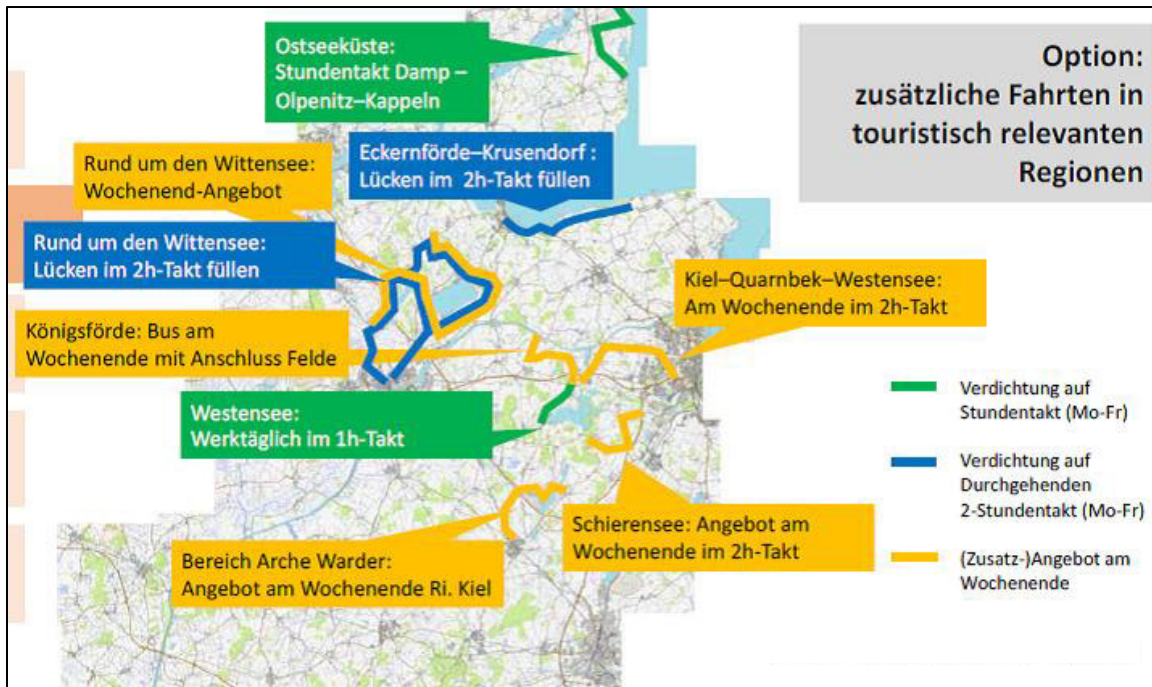 Ostseeküste:
Stundentakt Damp –
Olpenitz–Kappeln
Option:
zusätzliche Fahrten in
touristisch relevanten
Regionen
Rund um den Wittensee:
Wochenend-Angebot
Eckernförde–Krusendorf :
Lücken im 2h-Takt füllen
Rund um den Wittensee:
Lücken im 2h-Takt füllen
Kiel–Quarnbek–Westensee:
Am Wochenende im 2h-Takt
Königsförde: Bus am
Wochenende mit Anschluss Felde
Westensee:
Werktäglich im 1h-Takt
Verdichtung auf
Stundentakt (Mo-Fr)
Verdichtung auf
Durchgehenden
2-Stundentakt (Mo-Fr)
(Zusatz-)Angebot am
Wochenende
Schierensee: Angebot am
Wochenende im 2h-Takt
Bereich Arche Warder:
Angebot am Wochenende Ri. Kiel